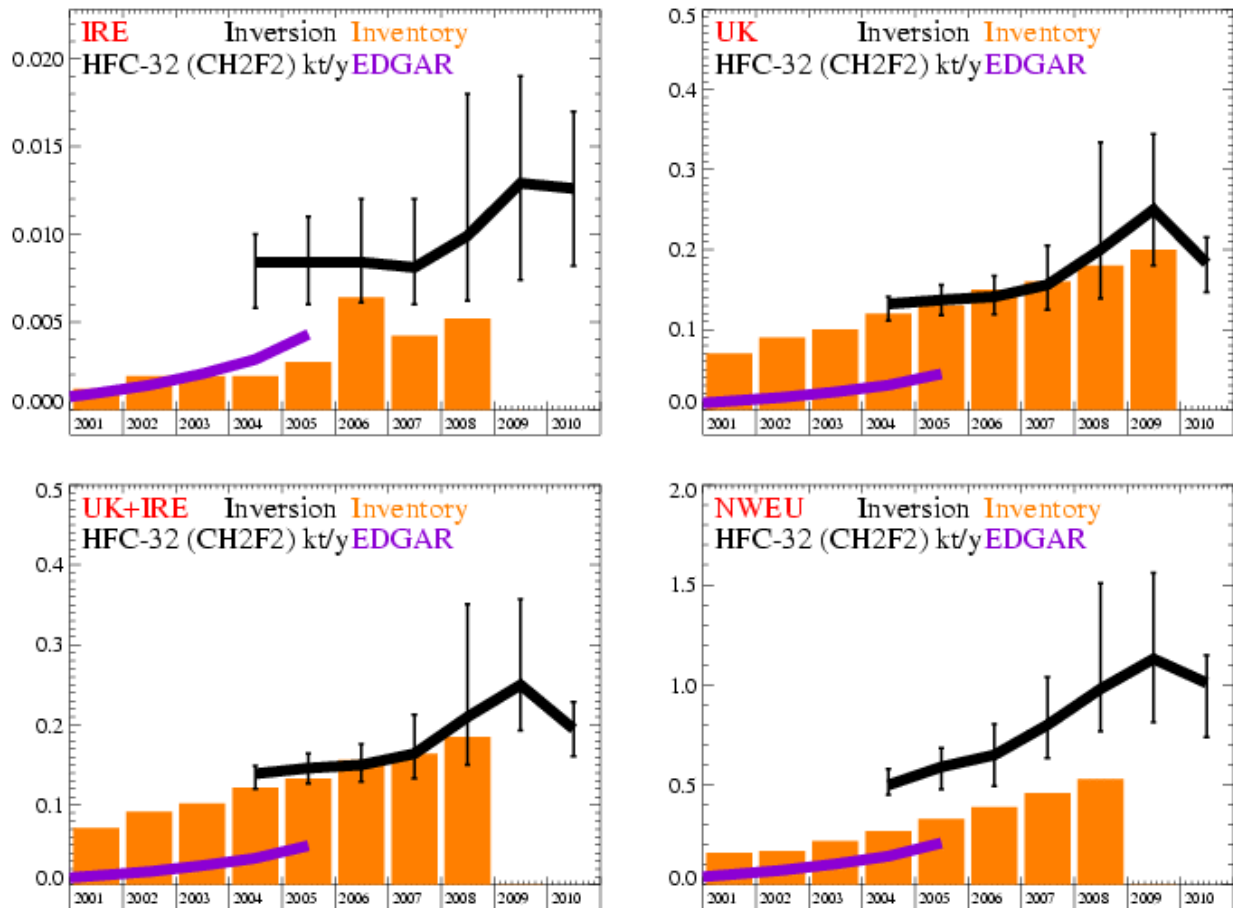 IRE Inversion Inventory
HFC-32 (CH2F2) kt/y EDGAR
0.020
0.015
0.010
0.005
0.000
2001 2002 2003 2004 2005 2006 2007 2008 2009 2010
UK Inversion Inventory
HFC-32 (CH2F2) kt/y EDGAR
0.5
0.4
0.3
0.2
0.1
0.0
2001 2002 2003 2004 2005 2006 2007 2008 2009 2010
UK+IRE Inversion Inventory
HFC-32 (CH2F2) kt/y EDGAR
0.5
0.4
0.3
0.2
0.1
0.0
2001 2002 2003 2004 2005 2006 2007 2008 2009 2010
NWEU Inversion Inventory
HFC-32 (CH2F2) kt/y EDGAR
2.0
1.5
1.0
0.5
0.0
2001 2002 2003 2004 2005 2006 2007 2008 2009 2010